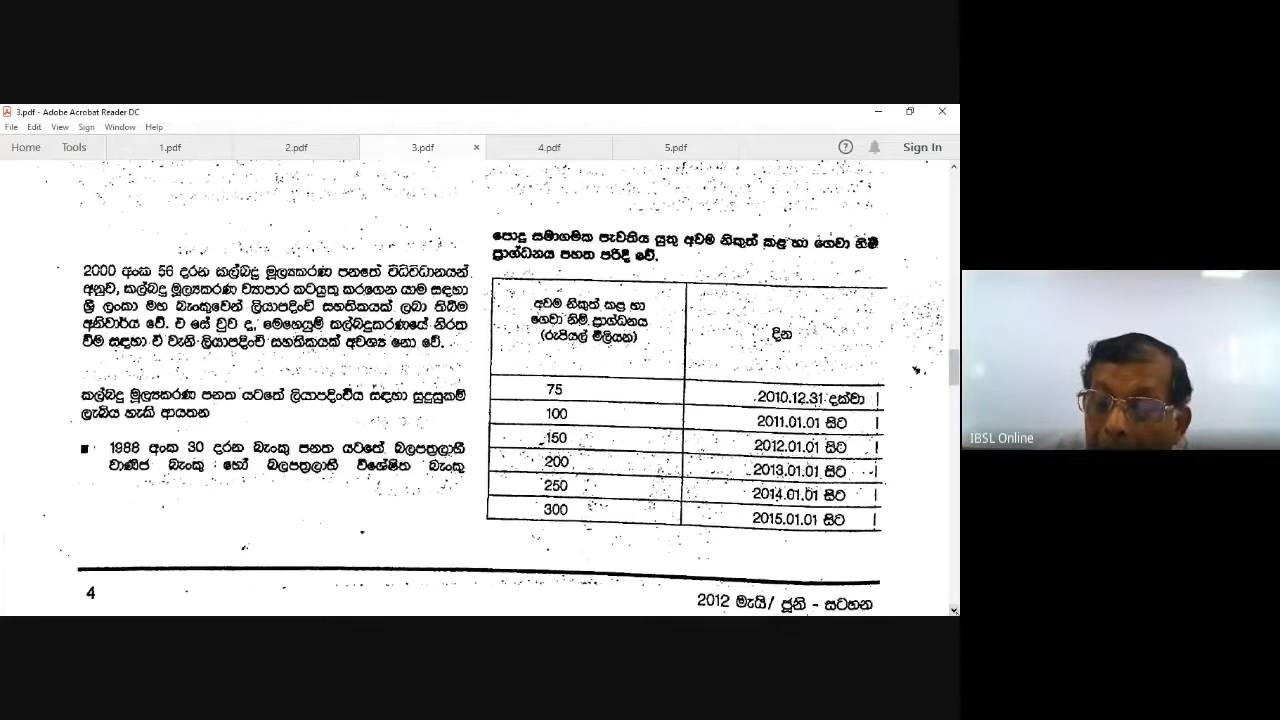 3.pdf - Adobe Acrobat Reader DC
File Edit View Sign Window Help
Home Tools 1.pdf 2.pdf 3.pdf × 4.pdf 5.pdf ? Sign In
2000 අංක 56 දරන කල්බදු මූල්‍යකරණ පනතේ විධිවිධානයන්
අනුව, කල්බදු මූල්‍යකරණ ව්‍යාපාර කටයුතු කරගෙන යාම සඳහා
ශ්‍රී ලංකා මහ බැංකුවෙන් ලියාපදිංචි සහතිකයක් ලබා තිබීම
අනිවාර්ය වේ. එ සේ වුව ද, මෙහෙයුම් කල්බදුකරණයේ නිරත
වීම සඳහා එ වැනි ලියාපදිංචි සහතිකයක් අවශ්‍ය නො වේ.
කල්බදු මූල්‍යකරණ පනත යටතේ ලියාපදිංචිය සඳහා සුදුසුකම්
ලැබිය හැකි ආයතන
■ 1988 අංක 30 දරන බැංකු පනත යටතේ බලපත්‍රලාභී
වාණිජ බැංකු හෝ බලපත්‍රලාභී විශේෂිත බැංකු
පොදු සමාගමක පැවතිය යුතු අවම නිකුත් කළ හා ගෙවා නිමි
ප්‍රාග්ධනය පහත පරිදි වේ.
අවම නිකුත් කළ හා
ගෙවා නිමි ප්‍රාග්ධනය
(රුපියල් මිලියන)
දින
75 2010.12.31 දක්වා
100 2011.01.01 සිට
150 2012.01.01 සිට
200 2013.01.01 සිට
250 2014.01.01 සිට
300 2015.01.01 සිට
4
2012 මැයි/ ජූනි - සටහන
IBSL Online